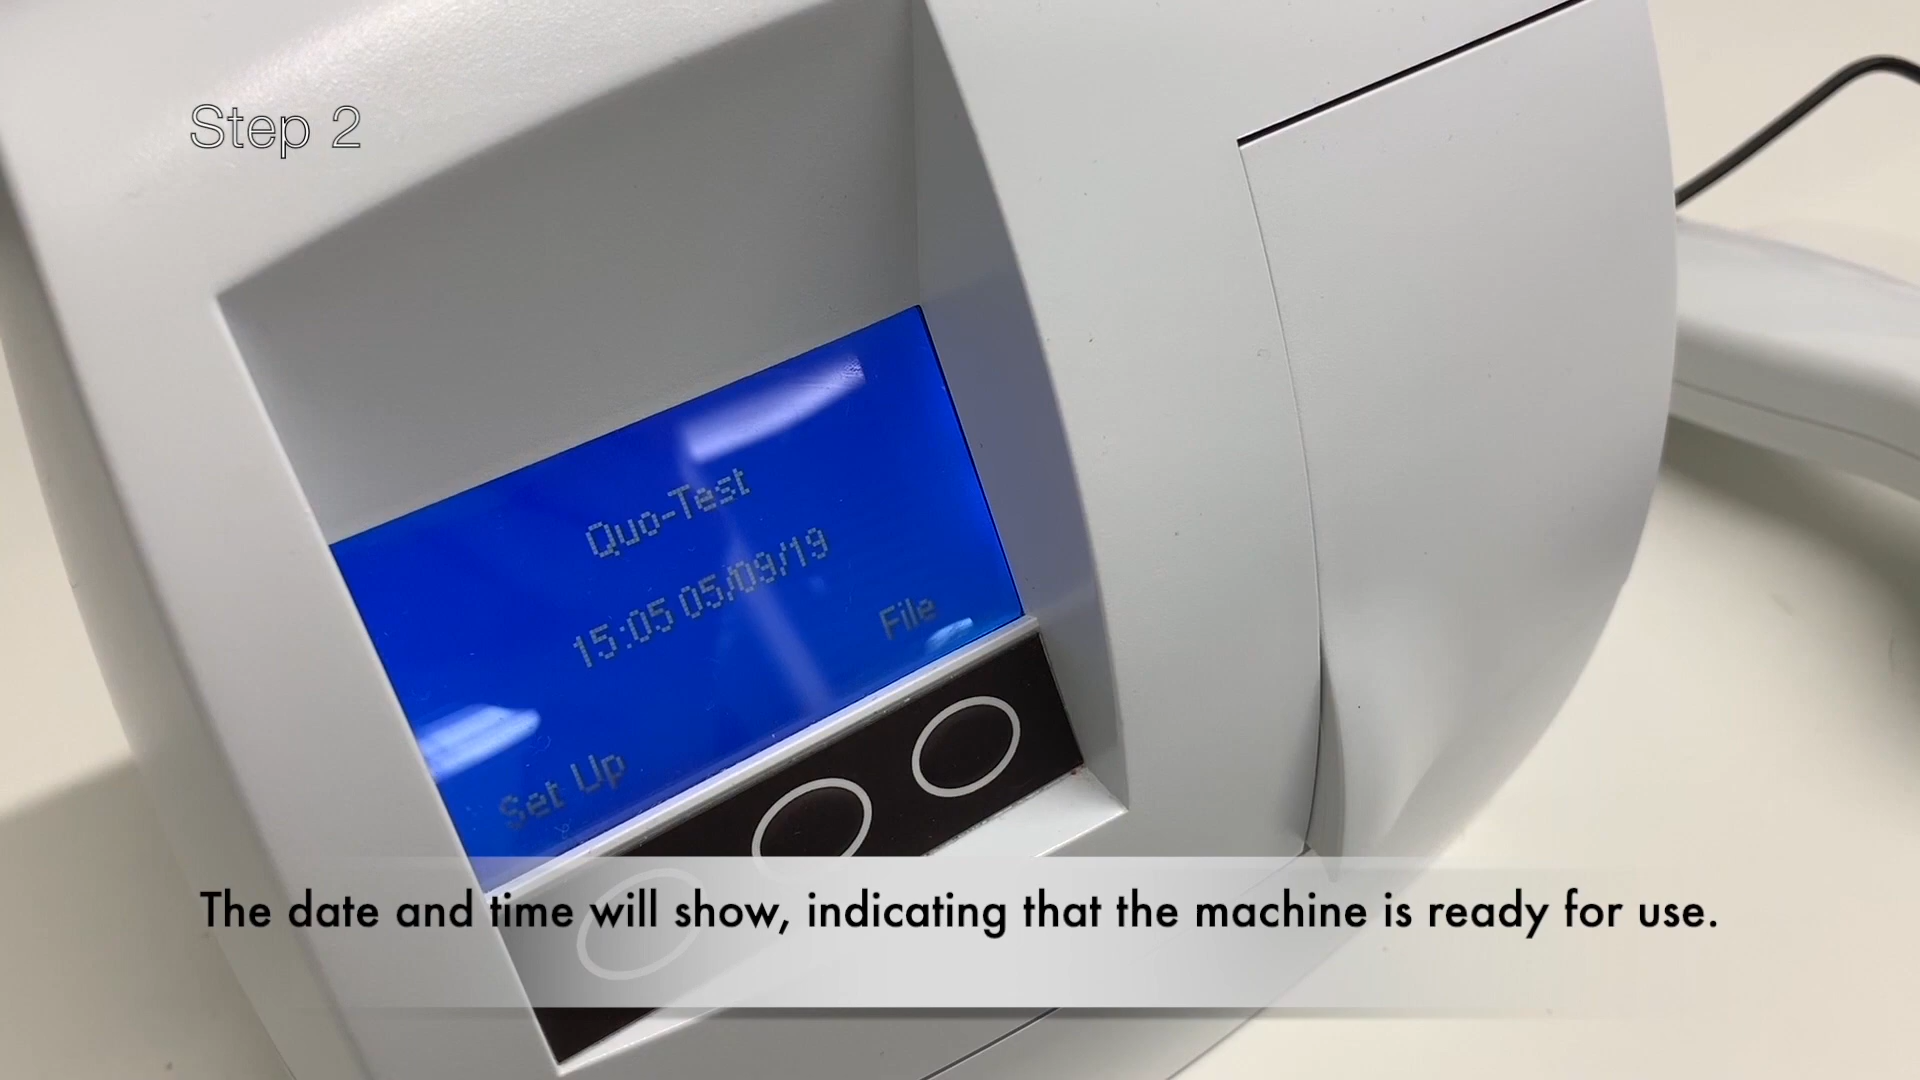 Step 2
Quo-Test
15:05 05/09/19
File
Set Up
The date and time will show, indicating that the machine is ready for use.